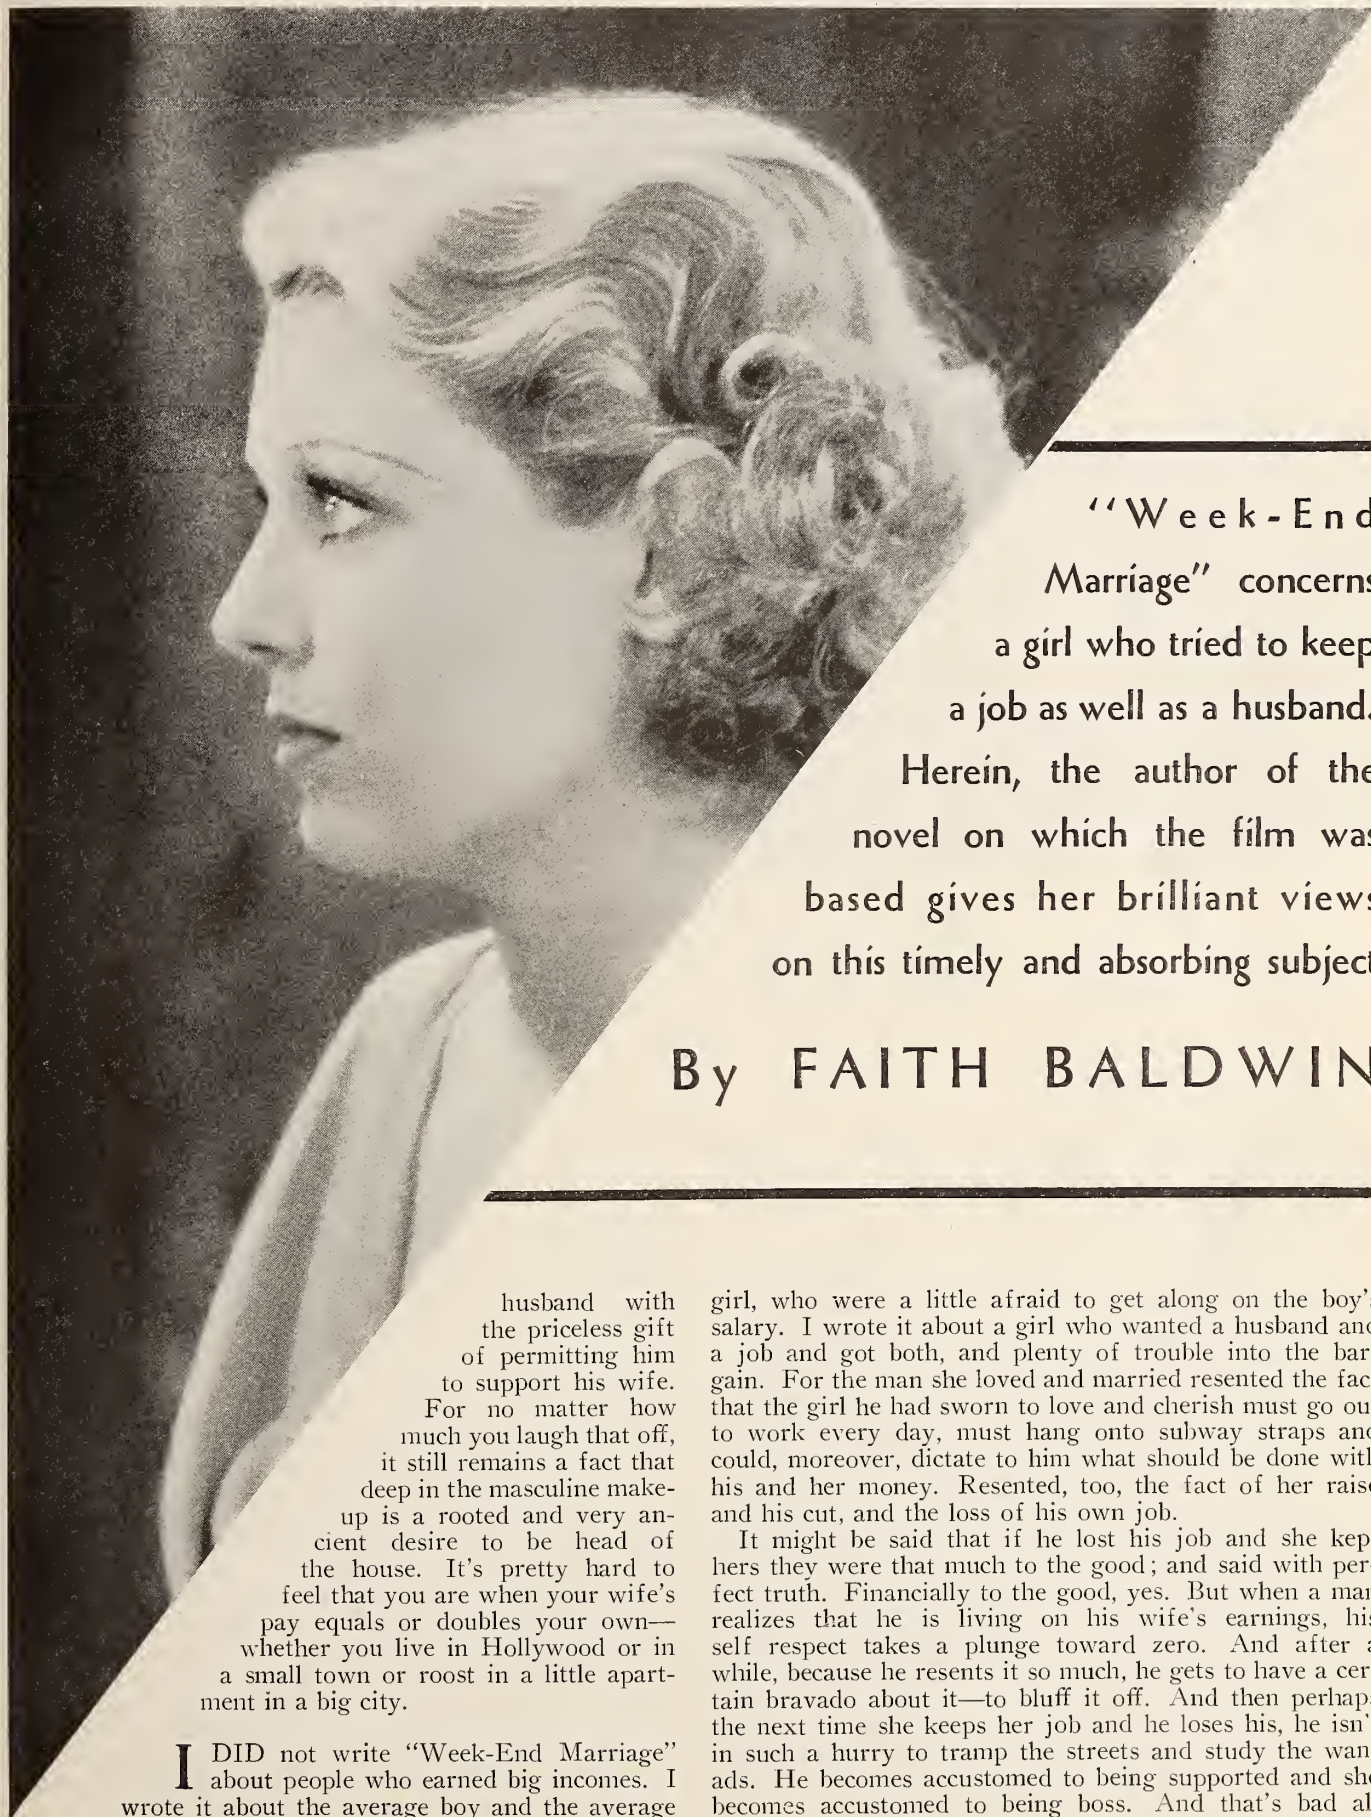 "Week-End
Marriage" concerns
a girl who tried to keep
a job as well as a husband.
Herein, the author of the
novel on which the film was
based gives her brilliant views
on this timely and absorbing subject
By FAITH BALDWIN
husband with
the priceless gift
of permitting him
to support his wife.
For no matter how
much you laugh that off,
it still remains a fact that
deep in the masculine make-
up is a rooted and very an-
cient desire to be head of
the house. It's pretty hard to
feel that you are when your wife's
pay equals or doubles your own—
whether you live in Hollywood or in
a small town or roost in a little apart-
ment in a big city.
I DID not write "Week-End Marriage"
about people who earned big incomes. I
wrote it about the average boy and the average
girl, who were a little afraid to get along on the boy's
salary. I wrote it about a girl who wanted a husband and
a job and got both, and plenty of trouble into the bar
gain. For the man she loved and married resented the fac
that the girl he had sworn to love and cherish must go ou
to work every day, must hang onto subway straps and
could, moreover, dictate to him what should be done with
his and her money. Resented, too, the fact of her raise
and his cut, and the loss of his own job.
It might be said that if he lost his job and she kep
hers they were that much to the good; and said with per-
fect truth. Financially to the good, yes. But when a man
realizes that he is living on his wife's earnings, his
self respect takes a plunge toward zero. And after a
while, because he resents it so much, he gets to have a cer
tain bravado about it—to bluff it off. And then perhap
the next time she keeps her job and he loses his, he isn'
in such a hurry to tramp the streets and study the wan
ads. He becomes accustomed to being supported and she
becomes accustomed to being boss. And that's bad al